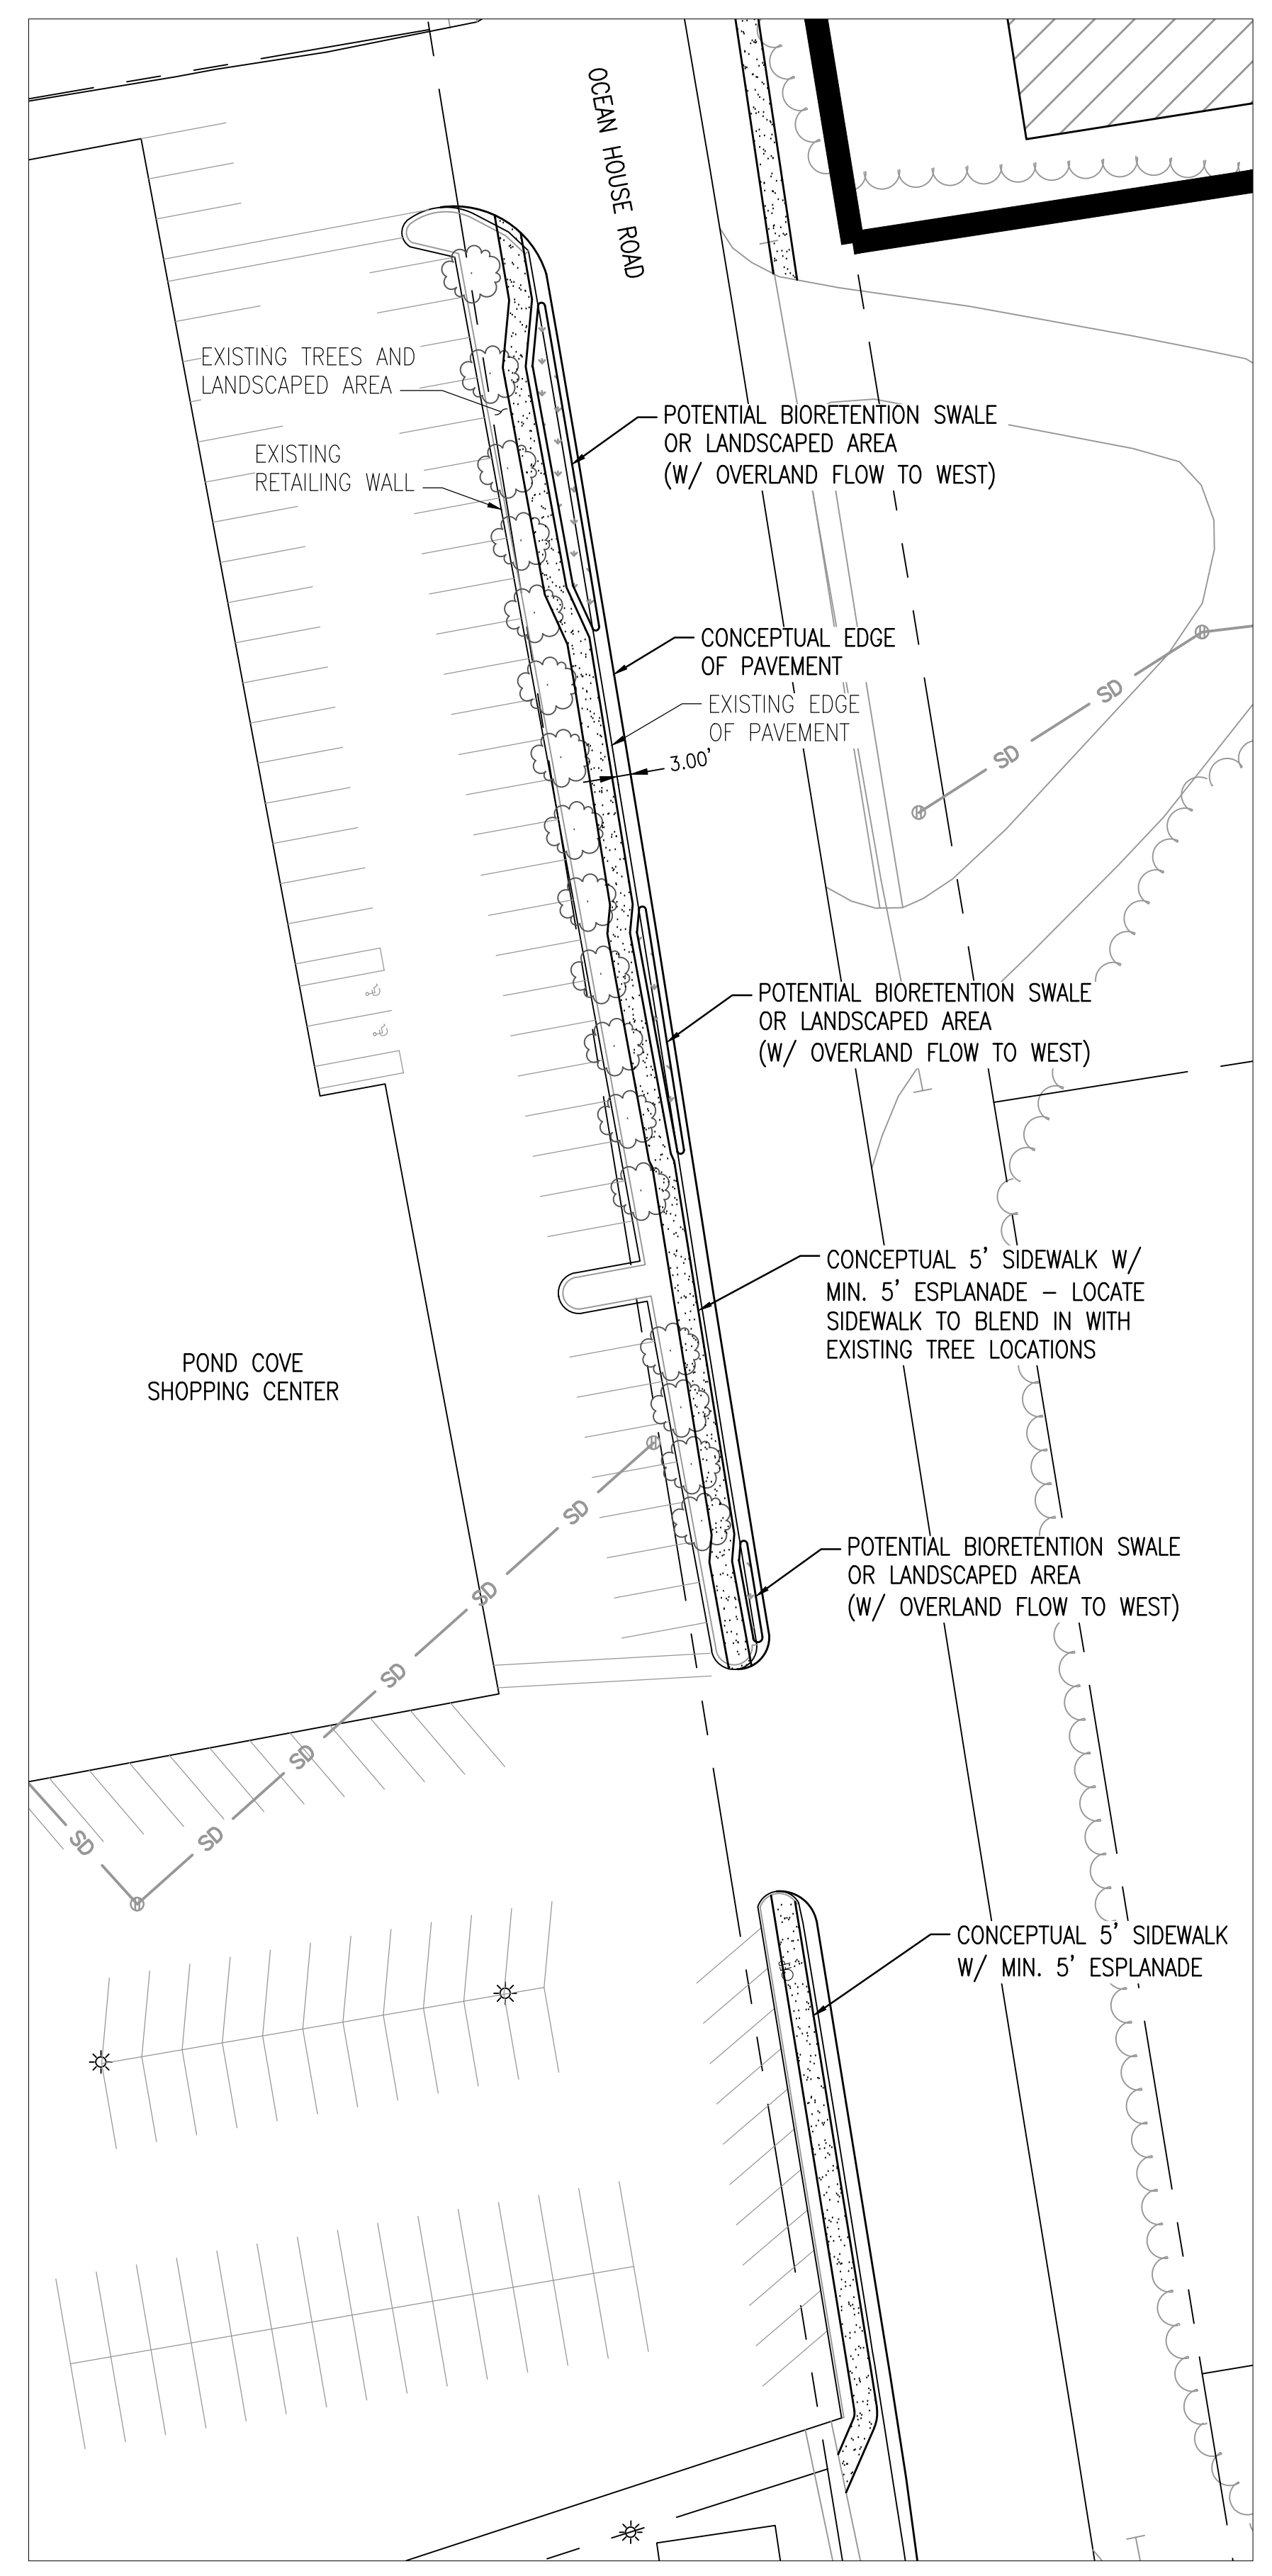 OCEAN HOUSE ROAD
EXISTING TREES AND
LANDSCAPED AREA
POTENTIAL BIORETENTION SWALE
OR LANDSCAPED AREA
(W/ OVERLAND FLOW TO WEST)
EXISTING
RETAILING WALL
CONCEPTUAL EDGE
OF PAVEMENT
EXISTING EDGE
OF PAVEMENT
3.00'
SD
SD
POTENTIAL BIORETENTION SWALE
OR LANDSCAPED AREA
(W/ OVERLAND FLOW TO WEST)
CONCEPTUAL 5' SIDEWALK W/
MIN. 5' ESPLANADE – LOCATE
SIDEWALK TO BLEND IN WITH
EXISTING TREE LOCATIONS
POND COVE
SHOPPING CENTER
SD
SD
SD
SD
SD
SD
POTENTIAL BIORETENTION SWALE
OR LANDSCAPED AREA
(W/ OVERLAND FLOW TO WEST)
CONCEPTUAL 5' SIDEWALK
W/ MIN. 5' ESPLANADE